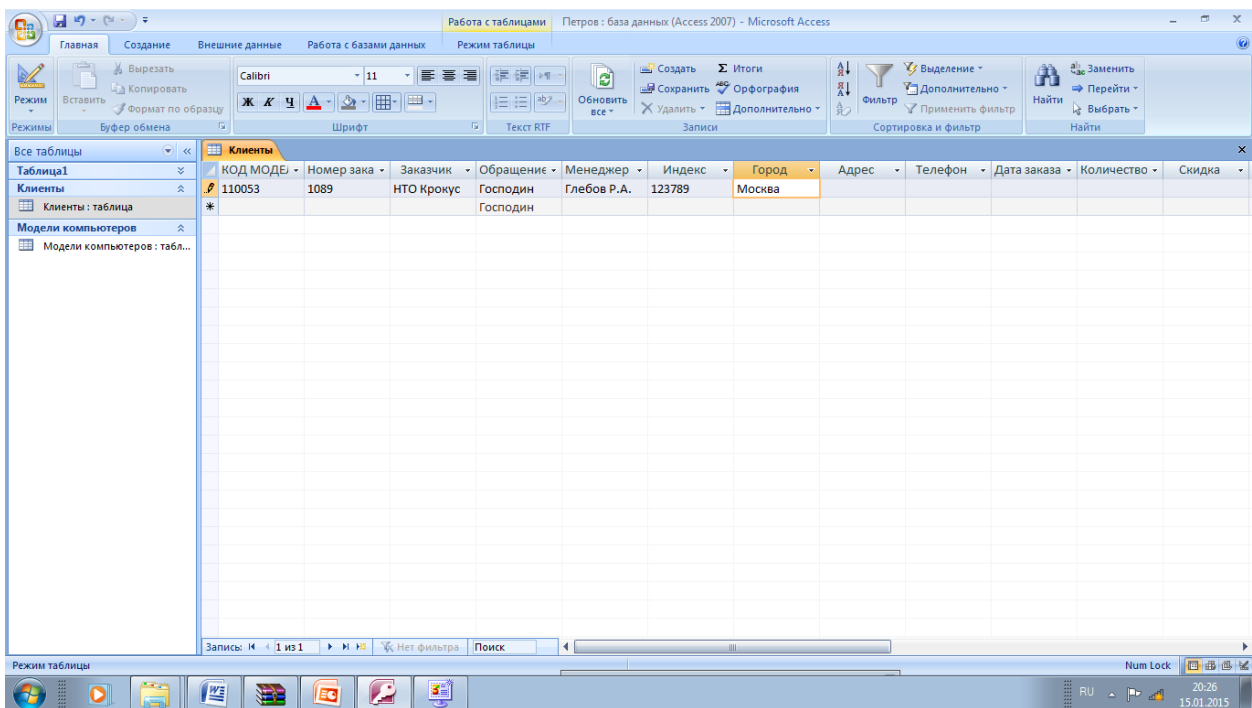 Работа с таблицами Петров : база данных (Access 2007) - Microsoft Access
Главная Создание Внешние данные Работа с базами данных Режим таблицы
Режим
Режимы
Вставить
Вырезать
Копировать
Формат по образцу
Буфер обмена
Calibri 11
Ж К Ч
Шрифт
Текст RTF
Обновить все
Создать
Сохранить
Удалить
Итоги
Орфография
Дополнительно
Записи
Фильтр
Выделение
Дополнительно
Применить фильтр
Сортировка и фильтр
Найти
Заменить
Перейти
Выбрать
Найти
Все таблицы
Таблица1
Клиенты
Клиенты : таблица
Модели компьютеров
Модели компьютеров : табл...
Клиенты
КОД МОДЕЛ Номер зака Заказчик Обращение Менеджер Индекс Город Адрес Телефон Дата заказа Количество Скидка
110053 1089 НТО Крокус Господин Глебов Р.А. 123789 Москва
Господин
Запись: 1 из 1 Нет фильтра Поиск
Режим таблицы Num Lock
RU 20:26
15.01.2015